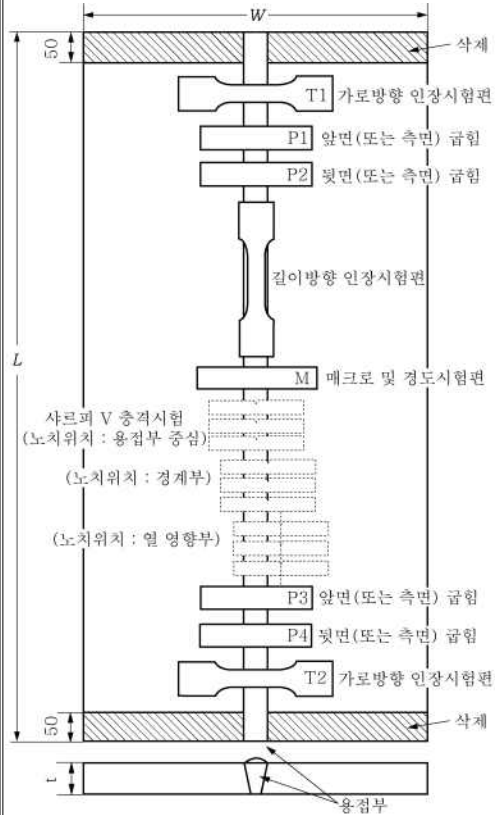 W
50
삭제
T1 가로방향 인장시험편
P1 앞면(또는 측면) 굽힘
P2 뒷면(또는 측면) 굽힘
길이방향 인장시험편
L
M 매크로 및 경도시험편
샤르피 V 충격시험
(노치위치 : 용접부 중심)
(노치위치 : 경계부)
(노치위치 : 열 영향부)
P3 앞면(또는 측면) 굽힘
P4 뒷면(또는 측면) 굽힘
T2 가로방향 인장시험편
50
삭제
t
용접부